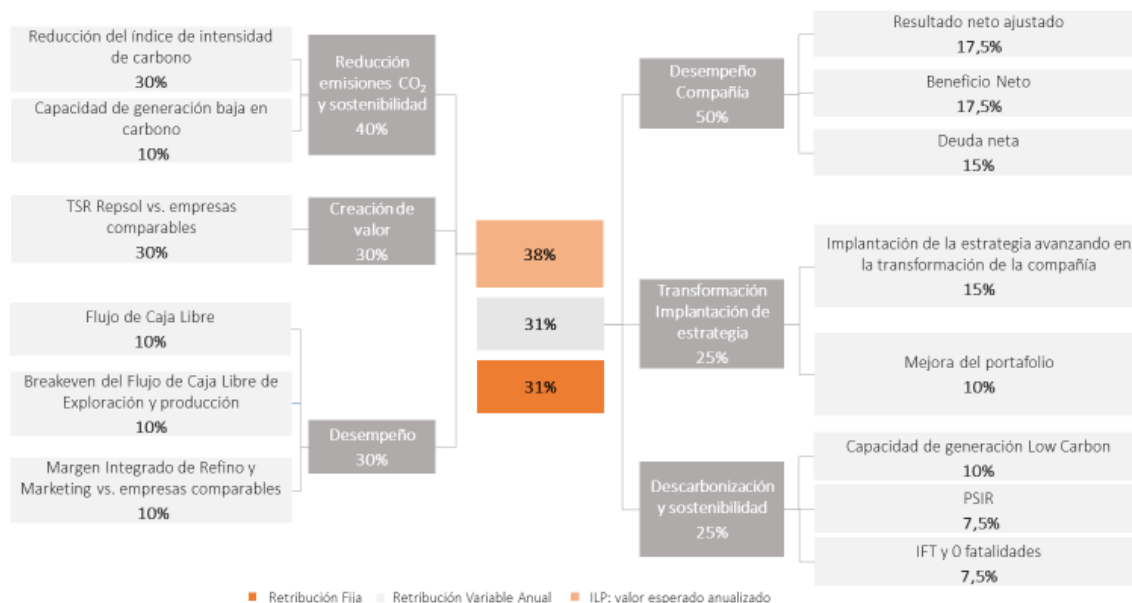 Reducción del índice de intensidad
de carbono
30%
Capacidad de generación baja en
carbono
10%
Reducción
emisiones CO₂
y sostenibilidad
40%
TSR Repsol vs. empresas
comparables
30%
Creación de
valor
30%
Flujo de Caja Libre
10%
Breakeven del Flujo de Caja Libre de
Exploración y producción
10%
Margen Integrado de Refino y
Marketing vs. empresas comparables
10%
Desempeño
30%
38%
31%
31%
Desempeño
Compañía
50%
Resultado neto ajustado
17,5%
Beneficio Neto
17,5%
Deuda neta
15%
Transformación
Implantación de
estrategia
25%
Implantación de la estrategia avanzando en
la transformación de la compañía
15%
Mejora del portafolio
10%
Descarbonización
y sostenibilidad
25%
Capacidad de generación Low Carbon
10%
PSIR
7,5%
IFT y 0 fatalidades
7,5%
Retribución Fija Retribución Variable Anual ILP: valor esperado anualizado